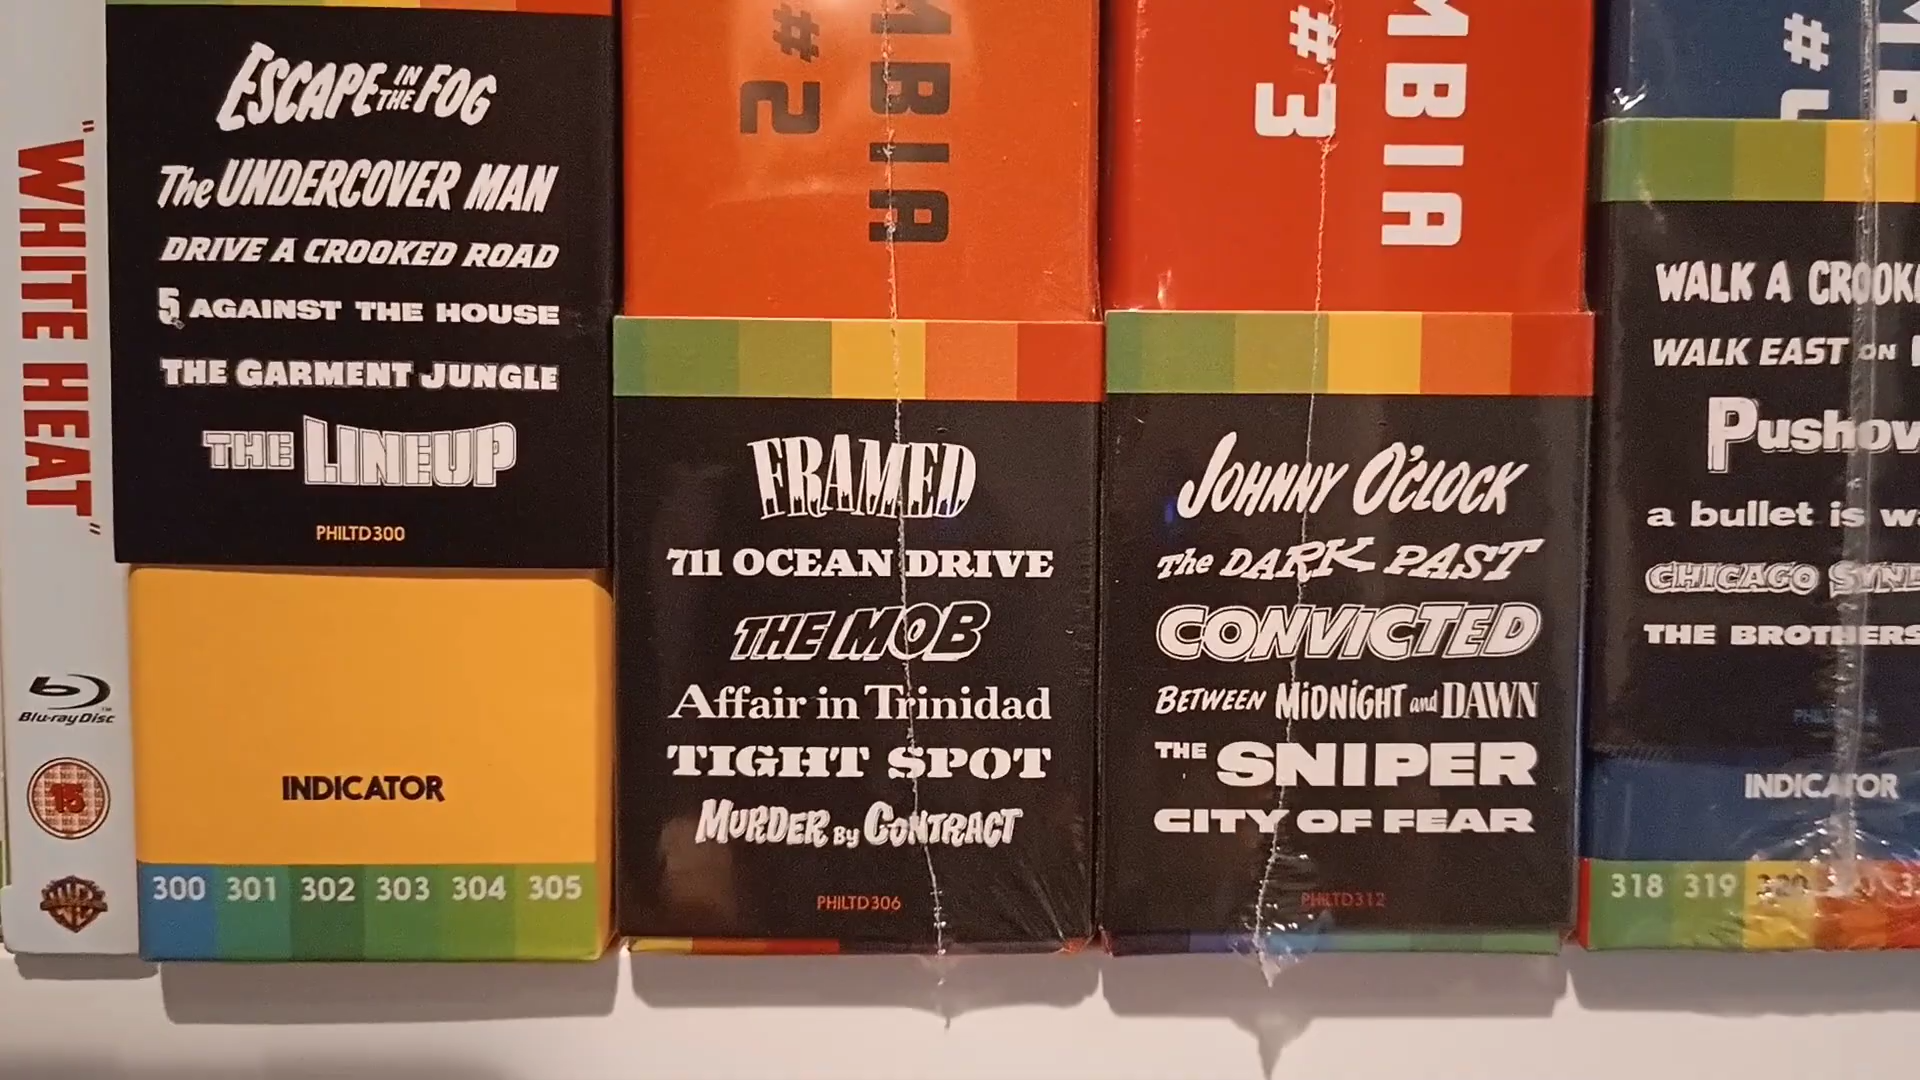 "WHITE HEAT"
Blu-ray Disc
15
ESCAPE IN THE FOG
The UNDERCOVER MAN
DRIVE A CROOKED ROAD
5 AGAINST THE HOUSE
THE GARMENT JUNGLE
THE LINEUP
PHILTD300
INDICATOR
300 301 302 303 304 305
MBIA
#2
FRAMED
711 OCEAN DRIVE
THE MOB
Affair in Trinidad
TIGHT SPOT
MURDER BY CONTRACT
PHILTD306
MBIA
#3
JOHNNY O'CLOCK
The DARK PAST
CONVICTED
BETWEEN MiDNiGHT and DAWN
THE SNIPER
CITY OF FEAR
PHILTD312
#
WALK A CROOK
WALK EAST ON
Pushov
a bullet is w
CHICAGO SYN
THE BROTHERS
INDICATOR
318 319 320